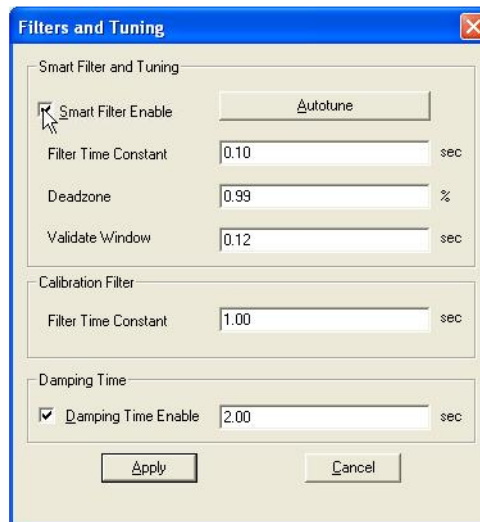 Filters and Tuning
Smart Filter and Tuning
Smart Filter Enable
Autotune
Filter Time Constant 0.10 sec
Deadzone 0.99 %
Validate Window 0.12 sec
Calibration Filter
Filter Time Constant 1.00 sec
Damping Time
Damping Time Enable 2.00 sec
Apply Cancel